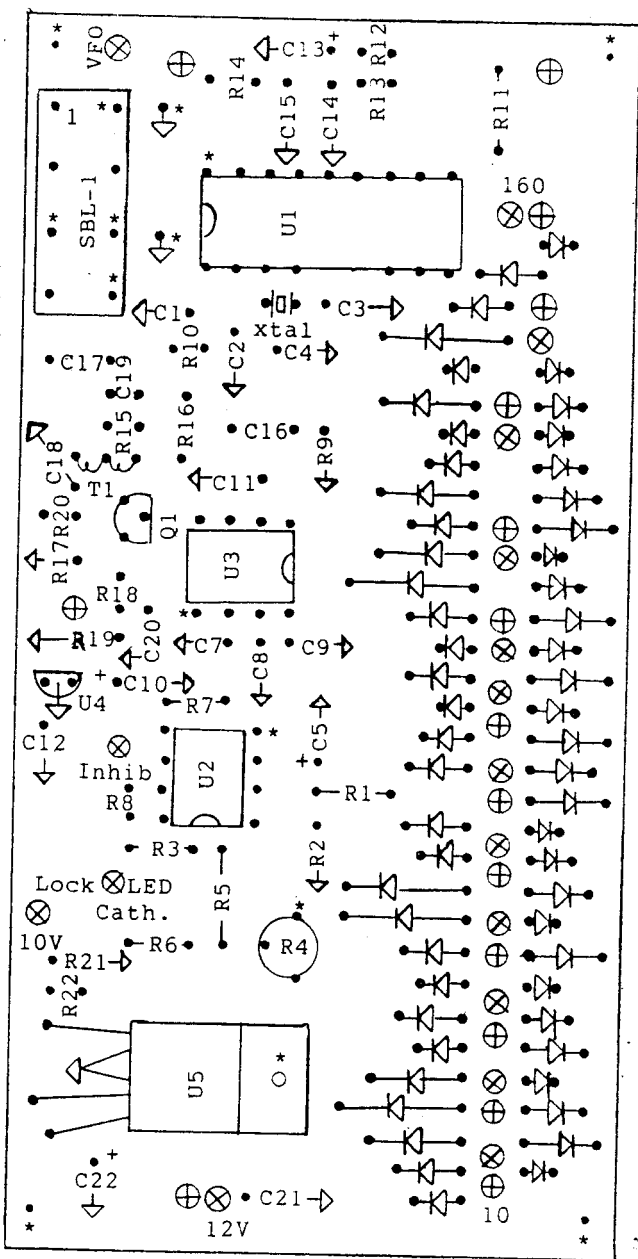 VFO
R14
C13
+
R12
C15
C14
R13
R11
1
SBL-1
U1
160
C1
xtal
C3
R10
C2
C4
C17
C19
R15
R16
C16
R9
C18
T1
C11
R20
Q1
R17
U3
R18
R19
C20
C7
C8
C9
U4
+
C10
R7
C12
Inhib
U2
C5
+
R8
R1
R3
R2
Lock LED
Cath.
R5
10V
R6
R4
R21
R22
U5
+
C22
12V
C21
10